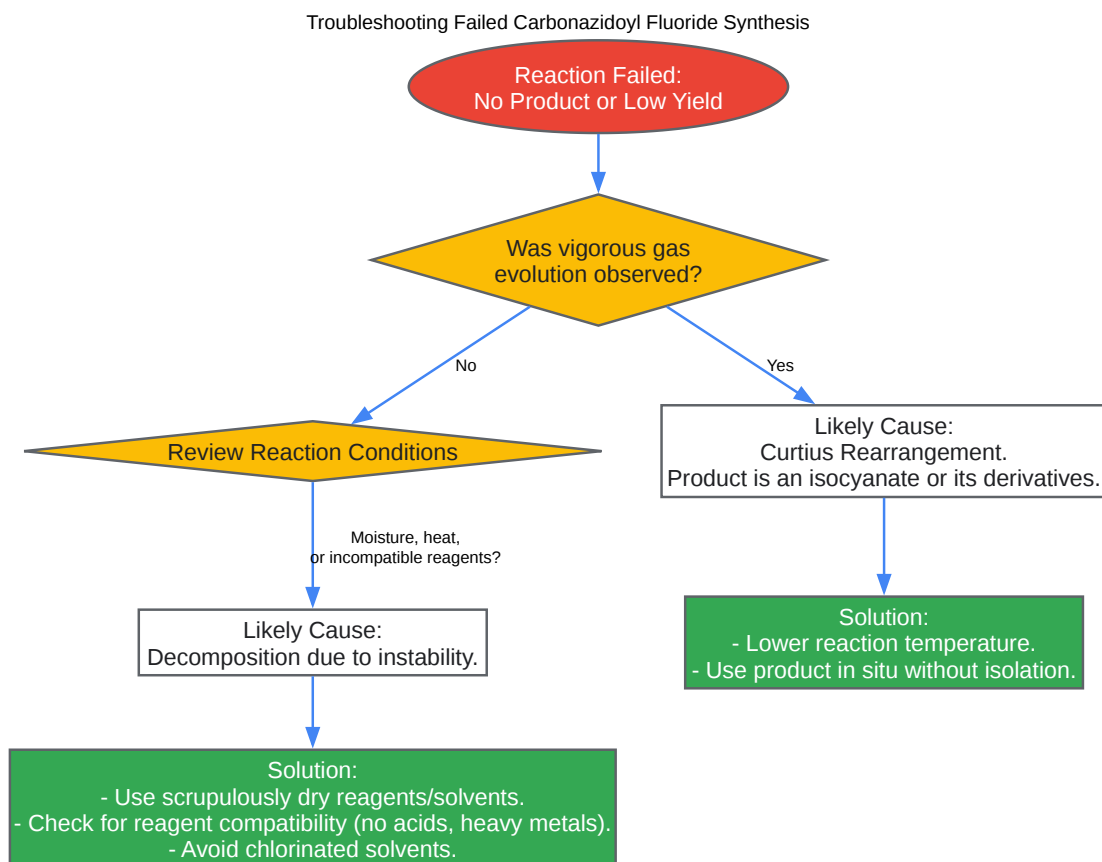 Troubleshooting Failed Carbonazidoyl Fluoride Synthesis
Reaction Failed:
No Product or Low Yield
Was vigorous gas
evolution observed?
No
Yes
Review Reaction Conditions
Likely Cause:
Curtius Rearrangement.
Product is an isocyanate or its derivatives.
Moisture, heat,
or incompatible reagents?
Likely Cause:
Decomposition due to instability.
Solution:
- Lower reaction temperature.
- Use product in situ without isolation.
Solution:
- Use scrupulously dry reagents/solvents.
- Check for reagent compatibility (no acids, heavy metals).
- Avoid chlorinated solvents.